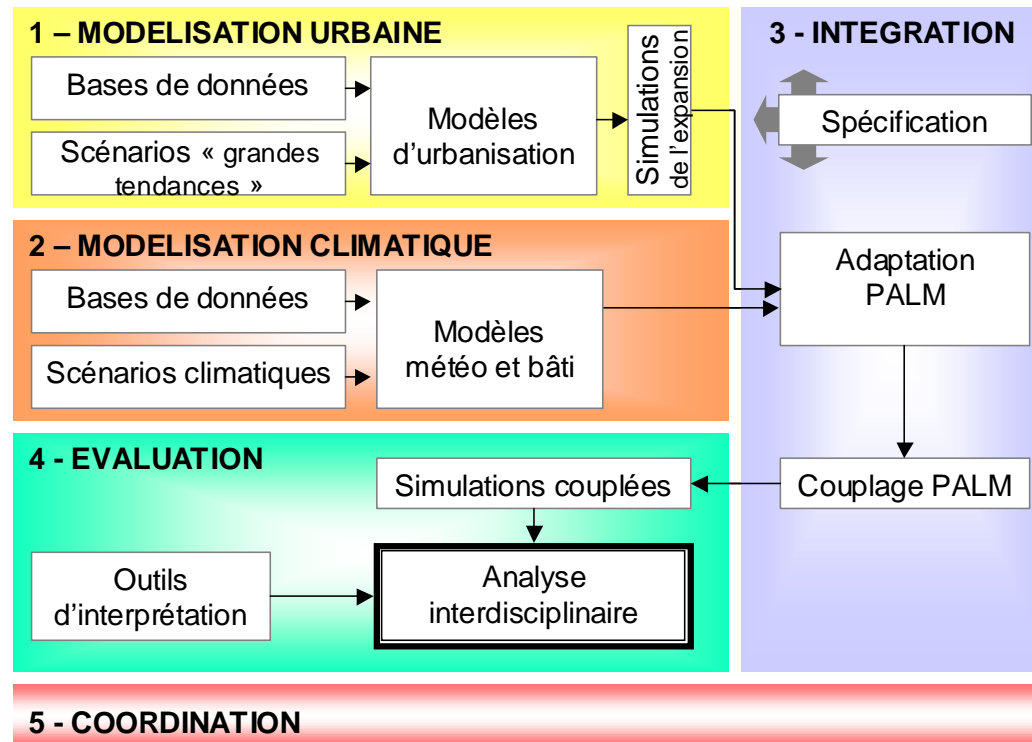 1 – MODELISATION URBAINE
Bases de données
Scénarios « grandes
tendances »
Modèles
d’urbanisation
Simulations
de l’expansion
2 – MODELISATION CLIMATIQUE
Bases de données
Scénarios climatiques
Modèles
météo et bâti
3 - INTEGRATION
Spécification
Adaptation
PALM
Couplage PALM
4 - EVALUATION
Simulations couplées
Outils
d’interprétation
Analyse
interdisciplinaire
5 - COORDINATION